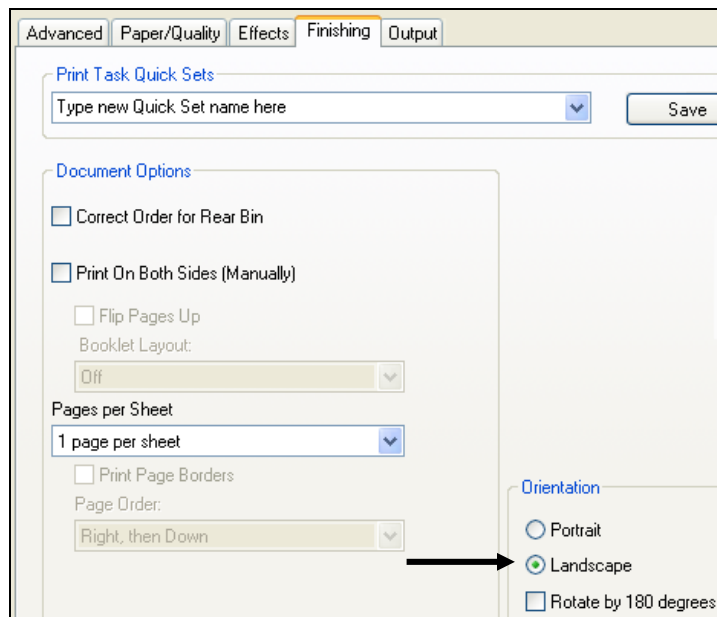 Advanced Paper/Quality Effects Finishing Output
Print Task Quick Sets
Type new Quick Set name here
Save
Document Options
Correct Order for Rear Bin
Print On Both Sides (Manually)
Flip Pages Up
Booklet Layout:
Off
Pages per Sheet
1 page per sheet
Print Page Borders
Page Order:
Right, then Down
Orientation
Portrait
Landscape
Rotate by 180 degrees